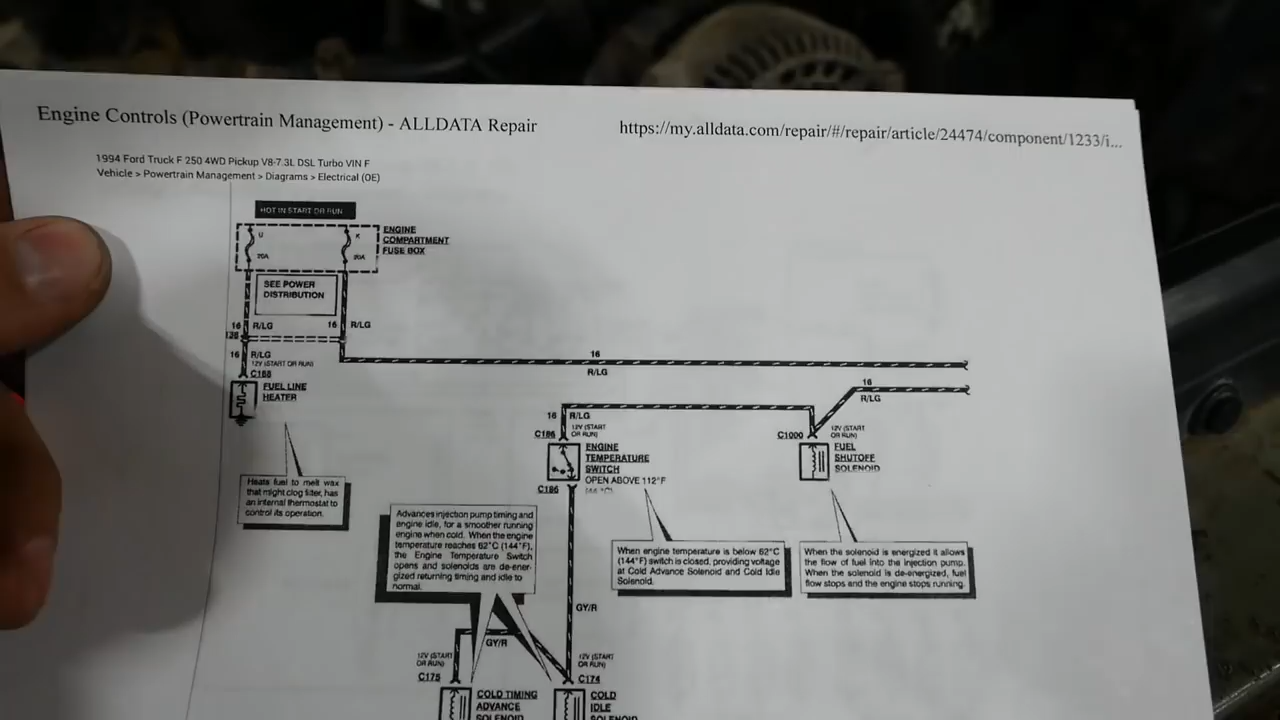 Engine Controls (Powertrain Management) - ALLDATA Repair
https://my.alldata.com/repair/#/repair/article/24474/component/1233/i...
1994 Ford Truck F 250 4WD Pickup V8-7.3L DSL Turbo VIN F
Vehicle > Powertrain Management > Diagrams > Electrical (OE)
HOT IN START OR RUN
U
20A
K
ENGINE
COMPARTMENT
FUSE BOX
SEE POWER
DISTRIBUTION
16 R/LG
16 R/LG
16 R/LG
12V (START OR RUN)
C188
FUEL LINE
HEATER
16
R/LG
16
R/LG
16 R/LG
12V (START
OR RUN)
C186
ENGINE
TEMPERATURE
SWITCH
OPEN ABOVE 112°F
C186
12V (START
OR RUN)
C1000
FUEL
SHUTOFF
SOLENOID
Heats fuel to melt wax
that might clog filter, has
an internal thermostat to
control its operation.
Advances injection pump timing and
engine idle, for a smoother running
engine when cold. When the engine
temperature reaches 62°C (144°F),
the Engine Temperature Switch
opens and solenoids are de-ener-
gized returning timing and idle to
normal.
When engine temperature is below 62°C
(144°F) switch is closed, providing voltage
at Cold Advance Solenoid and Cold Idle
Solenoid.
When the solenoid is energized it allows
the flow of fuel into the injection pump.
When the solenoid is de-energized, fuel
flow stops and the engine stops running.
GY/R
GY/R
12V (START
OR RUN)
C175
12V (START
OR RUN)
C174
COLD TIMING
ADVANCE
SOLENOID
COLD
IDLE
SOLENOID